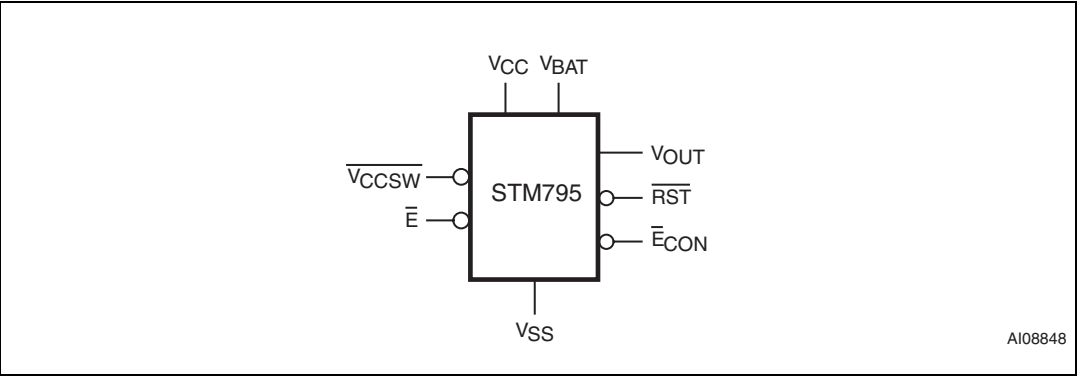 VCC VBAT
VCCSW
E
STM795
VOUT
RST
ECON
VSS
AI08848